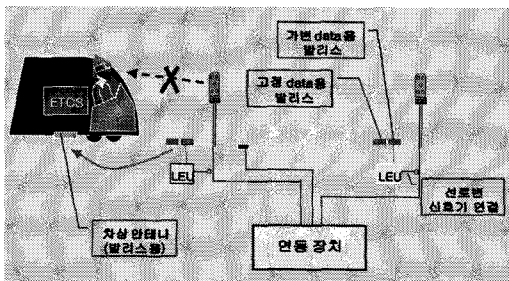 가변 data용
발리스
고정 data용
발리스
ETCS
LEU
LEU
선로변
신호기 연결
차상 안테나
(발리스용)
연동 장치